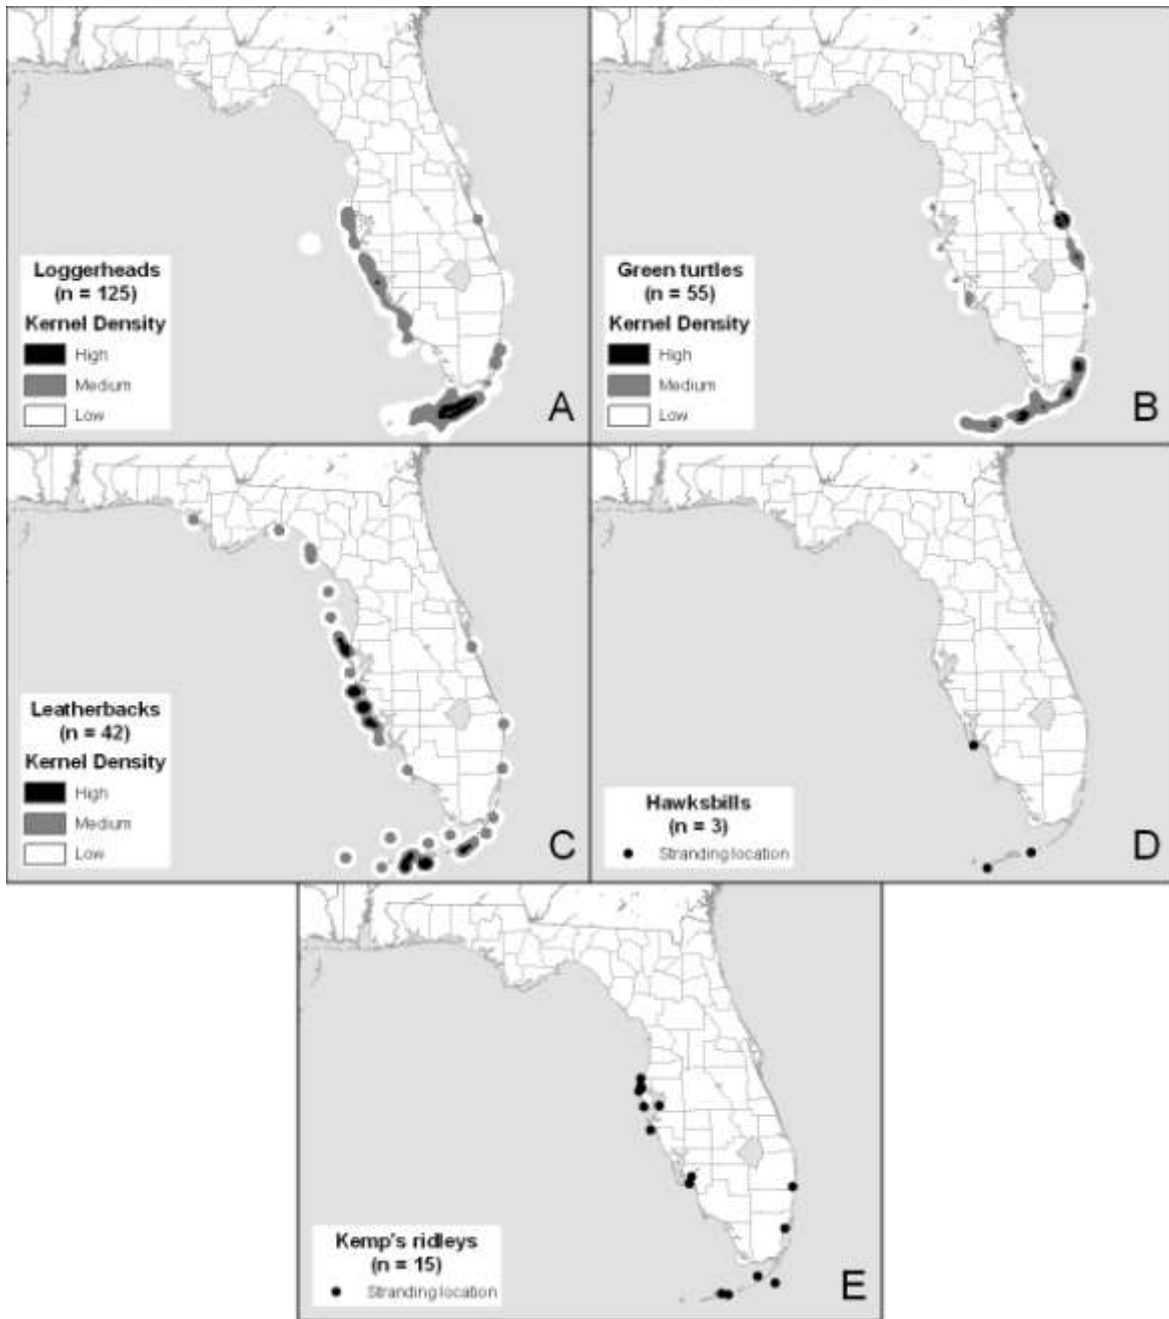 Loggerheads
(n = 125)
Kernel Density
High
Medium
Low
A
Green turtles
(n = 55)
Kernel Density
High
Medium
Low
B
Leatherbacks
(n = 42)
Kernel Density
High
Medium
Low
C
Hawksbills
(n = 3)
Stranding location
D
Kemp's ridleys
(n = 15)
Stranding location
E